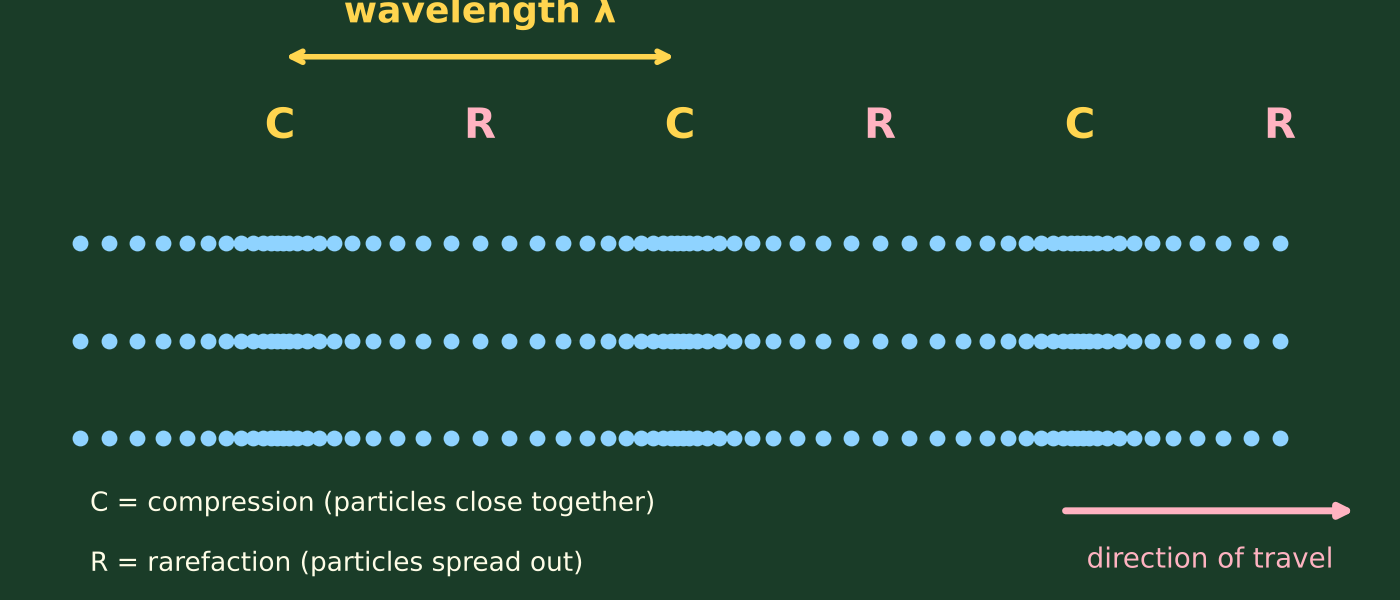 wavelength λ
C R C R C R
C = compression (particles close together)
R = rarefaction (particles spread out)
direction of travel